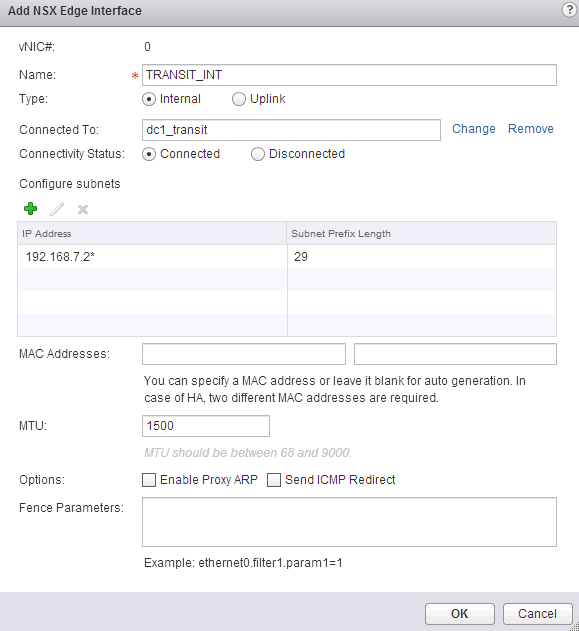 Add NSX Edge Interface ?
vNIC#: 0
Name: * TRANSIT_INT
Type: Internal Uplink
Connected To: dc1_transit Change Remove
Connectivity Status: Connected Disconnected
Configure subnets
IP Address Subnet Prefix Length
192.168.7.2* 29
MAC Addresses:
You can specify a MAC address or leave it blank for auto generation. In
case of HA, two different MAC addresses are required.
MTU: 1500
MTU should be between 68 and 9000.
Options: Enable Proxy ARP Send ICMP Redirect
Fence Parameters:
Example: ethernet0.filter1.param1=1
OK Cancel